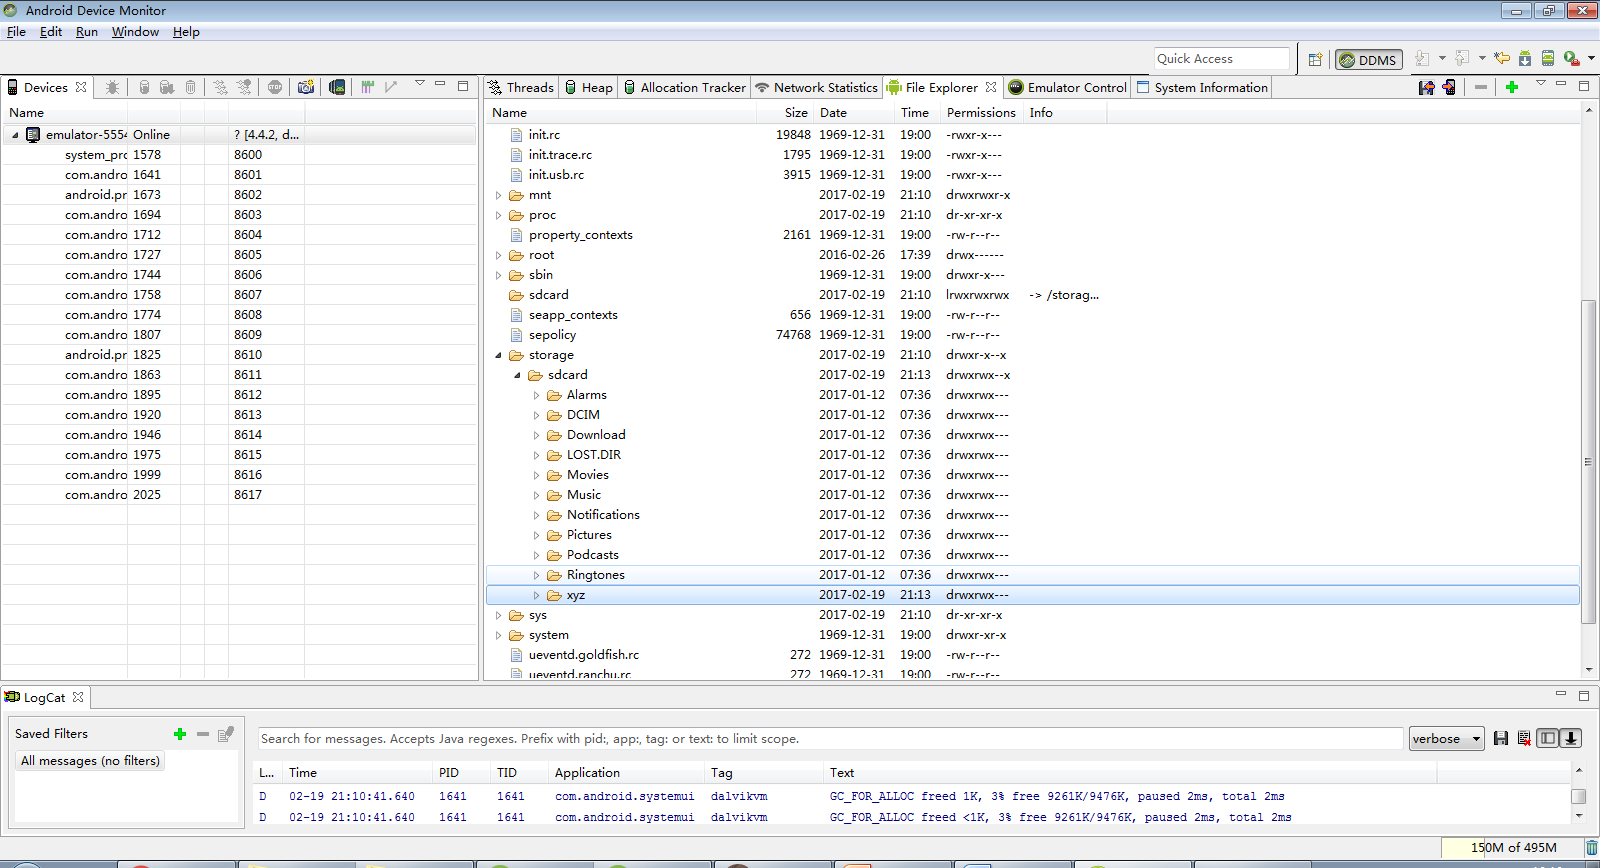 Android Device Monitor
File Edit Run Window Help
Quick Access DDMS
Devices
Name
emulator-5554 Online ? [4.4.2, d...
system_pro 1578 8600
com.andro 1641 8601
android.pr 1673 8602
com.andro 1694 8603
com.andro 1712 8604
com.andro 1727 8605
com.andro 1744 8606
com.andro 1758 8607
com.andro 1774 8608
com.andro 1807 8609
android.pr 1825 8610
com.andro 1863 8611
com.andro 1895 8612
com.andro 1920 8613
com.andro 1946 8614
com.andro 1975 8615
com.andro 1999 8616
com.andro 2025 8617
Threads Heap Allocation Tracker Network Statistics File Explorer Emulator Control System Information
Name Size Date Time Permissions Info
init.rc 19848 1969-12-31 19:00 -rwxr-x---
init.trace.rc 1795 1969-12-31 19:00 -rwxr-x---
init.usb.rc 3915 1969-12-31 19:00 -rwxr-x---
mnt 2017-02-19 21:10 drwxrwxr-x
proc 2017-02-19 21:10 dr-xr-xr-x
property_contexts 2161 1969-12-31 19:00 -rw-r--r--
root 2016-02-26 17:39 drwx------
sbin 1969-12-31 19:00 drwxr-x---
sdcard 2017-02-19 21:10 lrwxrwxrwx -> /storag...
seapp_contexts 656 1969-12-31 19:00 -rw-r--r--
sepolicy 74768 1969-12-31 19:00 -rw-r--r--
storage 2017-02-19 21:10 drwxr-x--x
sdcard 2017-02-19 21:13 drwxrwx--x
Alarms 2017-01-12 07:36 drwxrwx---
DCIM 2017-01-12 07:36 drwxrwx---
Download 2017-01-12 07:36 drwxrwx---
LOST.DIR 2017-01-12 07:36 drwxrwx---
Movies 2017-01-12 07:36 drwxrwx---
Music 2017-01-12 07:36 drwxrwx---
Notifications 2017-01-12 07:36 drwxrwx---
Pictures 2017-01-12 07:36 drwxrwx---
Podcasts 2017-01-12 07:36 drwxrwx---
Ringtones 2017-01-12 07:36 drwxrwx---
xyz 2017-02-19 21:13 drwxrwx---
sys 2017-02-19 21:10 dr-xr-xr-x
system 1969-12-31 19:00 drwxr-xr-x
ueventd.goldfish.rc 272 1969-12-31 19:00 -rw-r--r--
ueventd.ranchu.rc 272 1969-12-31 19:00 -rw-r--r--
LogCat
Saved Filters
All messages (no filters)
Search for messages. Accepts Java regexes. Prefix with pid:, app:, tag: or text: to limit scope. verbose
L... Time PID TID Application Tag Text
D 02-19 21:10:41.640 1641 1641 com.android.systemui dalvikvm GC_FOR_ALLOC freed 1K, 3% free 9261K/9476K, paused 2ms, total 2ms
D 02-19 21:10:41.640 1641 1641 com.android.systemui dalvikvm GC_FOR_ALLOC freed <1K, 3% free 9261K/9476K, paused 2ms, total 2ms
150M of 495M